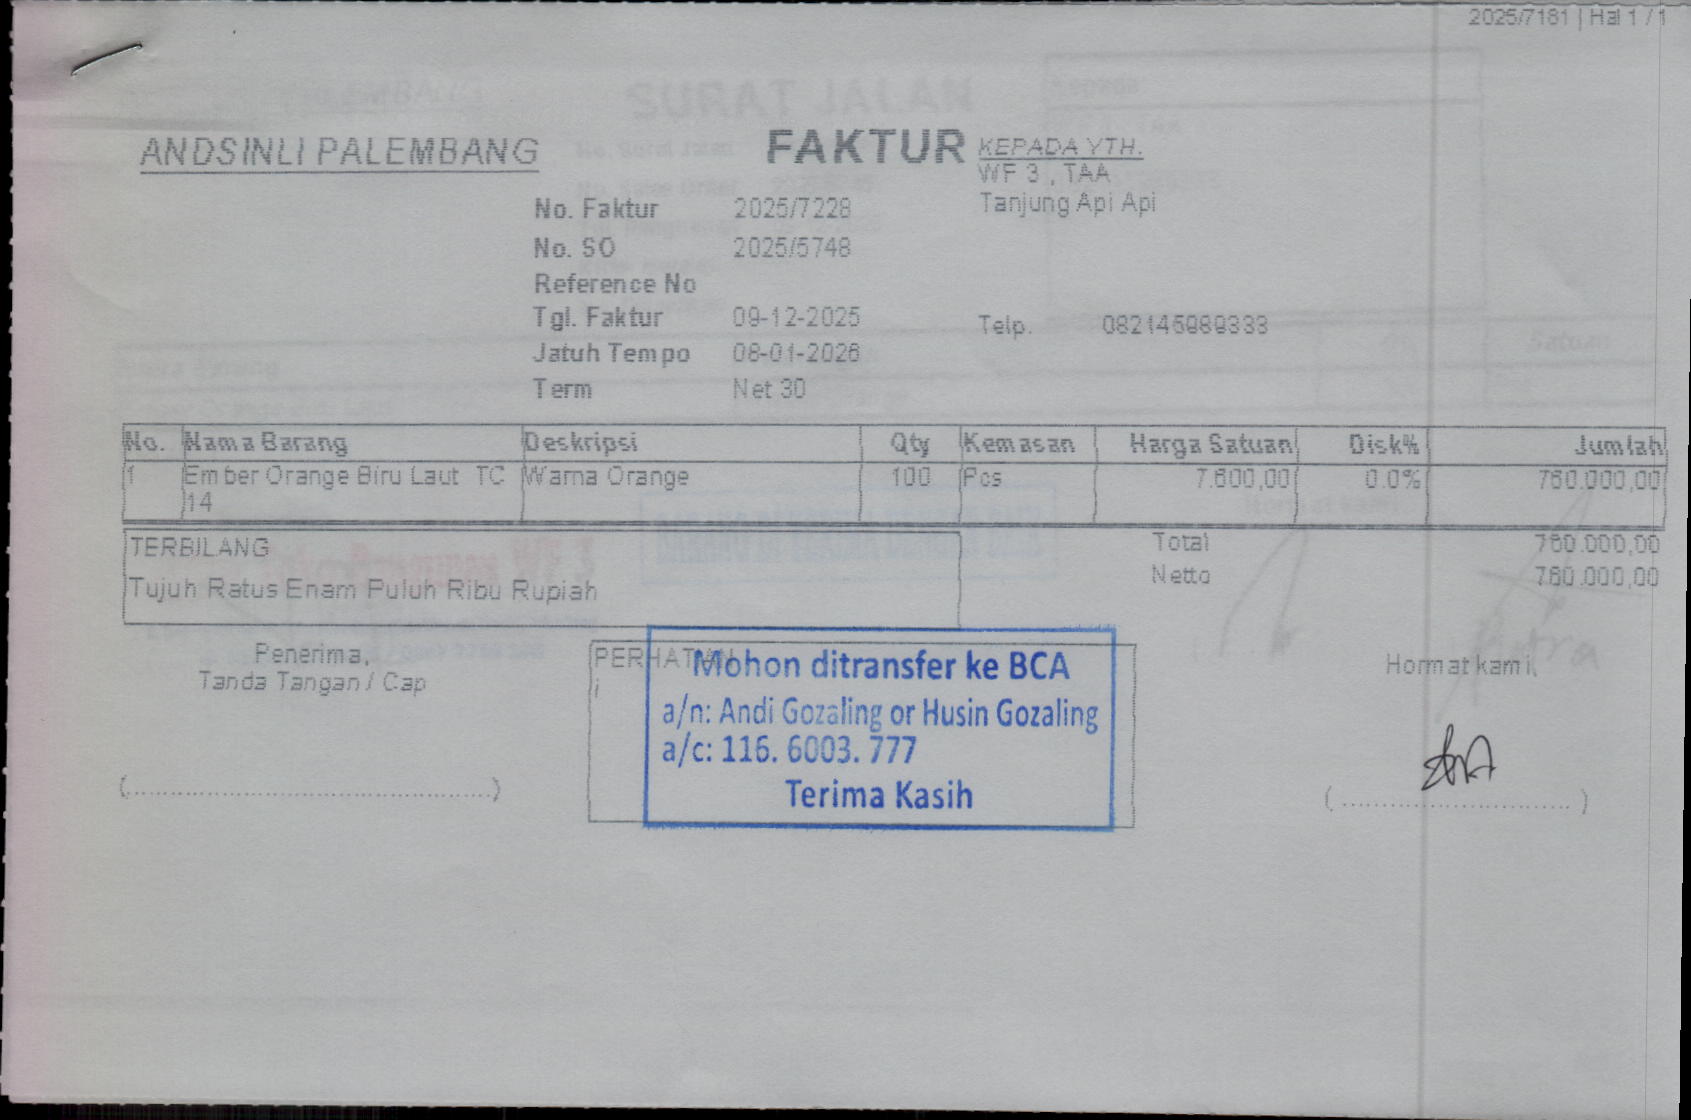 2025/7181 | Hal 1 / 1
SURAT JALAN
ANDSINLI PALEMBANG
FAKTUR
KEPADA YTH.
WF 3 , TAA
Tanjung Api Api
No. Faktur 2025/7228
No. SO 2025/5748
Reference No
Tgl. Faktur 09-12-2025
Telp.
Jatuh Tempo 08-01-2026
Term Net 30
No. Nama Barang Deskripsi Qty Kemasan Harga Satuan Disk% Jumlah
1 Ember Orange Biru Laut TC Warna Orange 100 Pcs 7.600,00 0.0% 760.000,00
14
TERBILANG
Total 760.000,00
Netto 760.000,00
Tujuh Ratus Enam Puluh Ribu Rupiah
Penerima,
Tanda Tangan / Cap
PERHATIAN
Mohon ditransfer ke BCA
a/n: Andi Gozaling or Husin Gozaling
a/c: 116. 6003. 777
Terima Kasih
Hormat kami,
(................................................)
( .............................. )